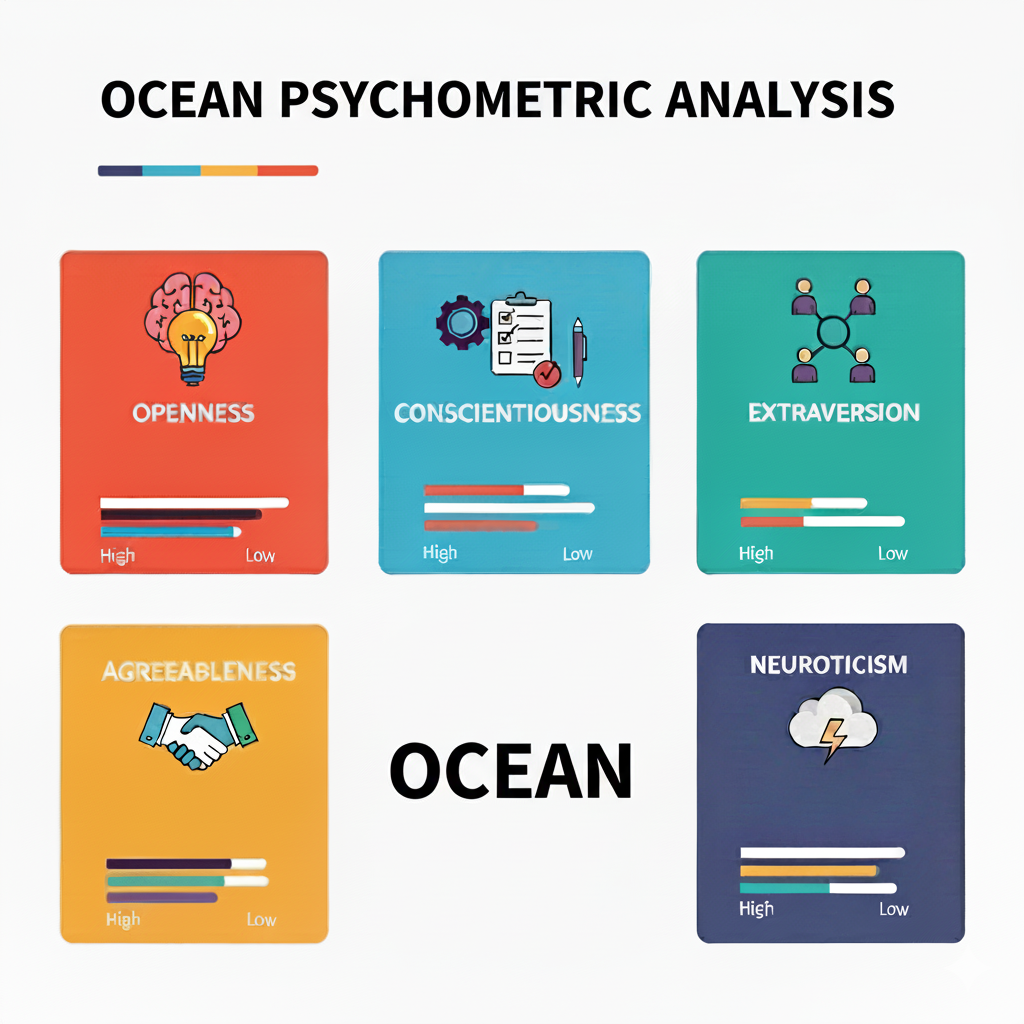 OCEAN PSYCHOMETRIC ANALYSIS
OPENNESS
CONSCIENTIOUSNESS
EXTRAVERSION
High Low
High Low
High Low
AGREEABLENESS
OCEAN
NEUROTICISM
High Low
High Low